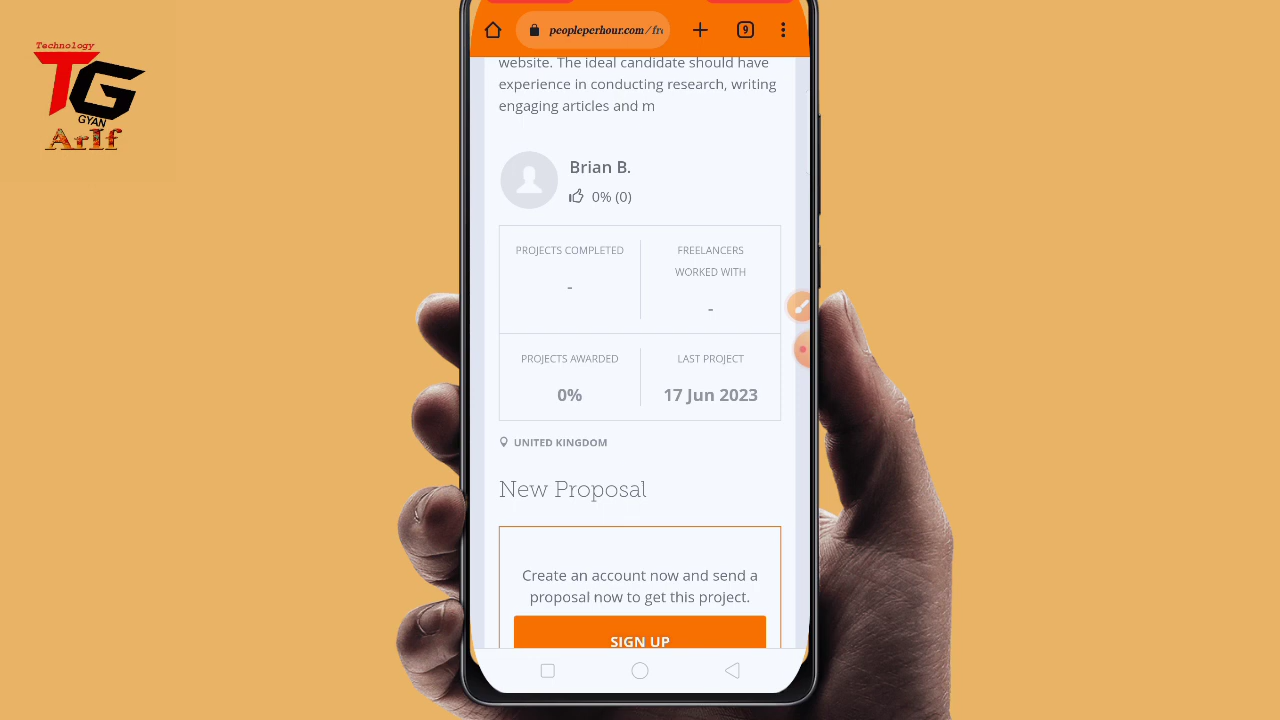 Technology
TG
GYAN
ArIf
peopleperhour.com/fr
9
website. The ideal candidate should have
experience in conducting research, writing
engaging articles and m
Brian B.
0% (0)
PROJECTS COMPLETED
-
FREELANCERS
WORKED WITH
-
PROJECTS AWARDED
0%
LAST PROJECT
17 Jun 2023
UNITED KINGDOM
New Proposal
Create an account now and send a
proposal now to get this project.
SIGN UP